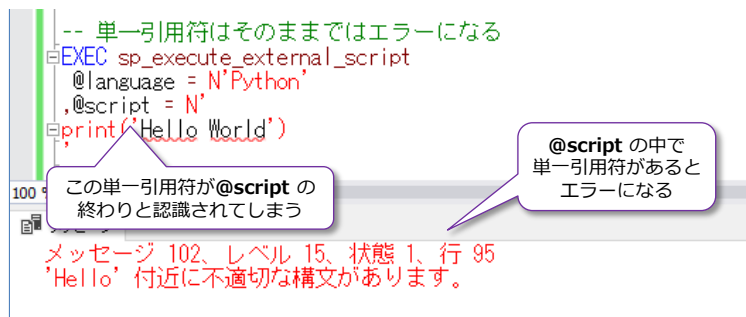 -- 単一引用符はそのままではエラーになる
EXEC sp_execute_external_script
@language = N'Python'
,@script = N'
print('Hello World')
'
@script の中で
単一引用符があると
エラーになる
この単一引用符が@script の
終わりと認識されてしまう
100
メッセージ 102、レベル 15、状態 1、行 95
'Hello' 付近に不適切な構文があります。